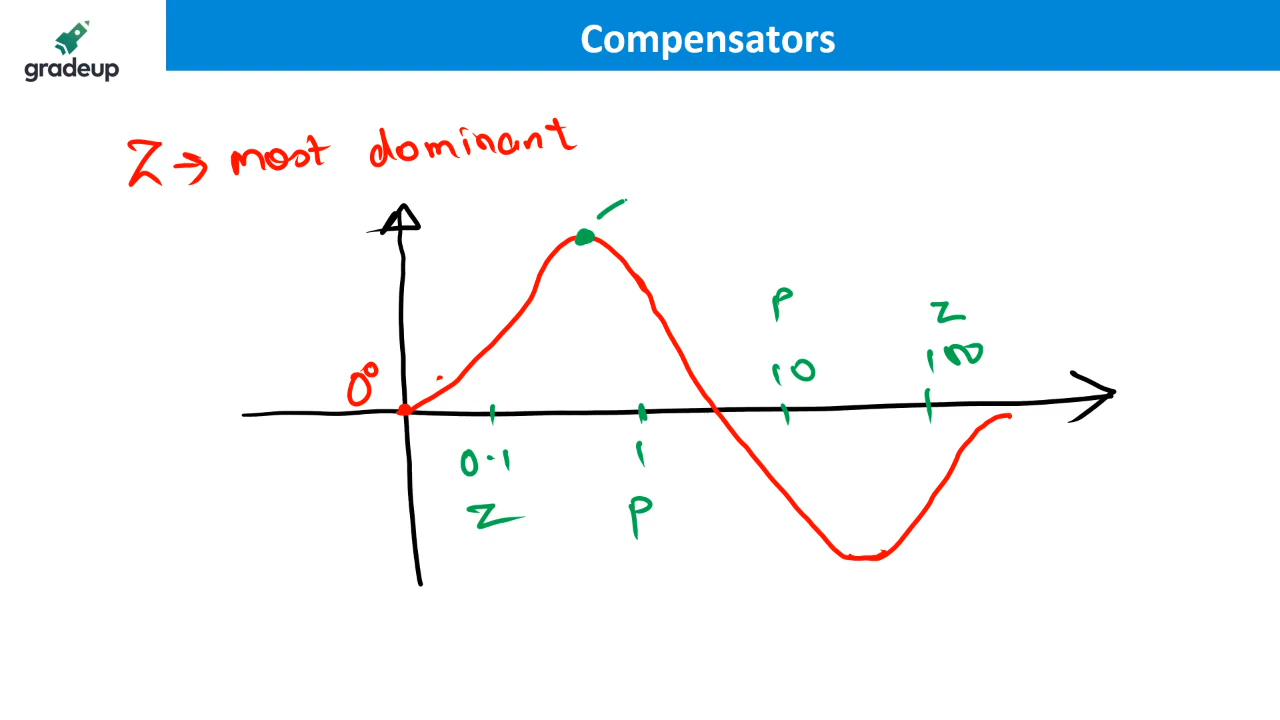 Compensators
gradeup
Z → most dominant
P
Z
10
100
0°
0.1
1
Z
P